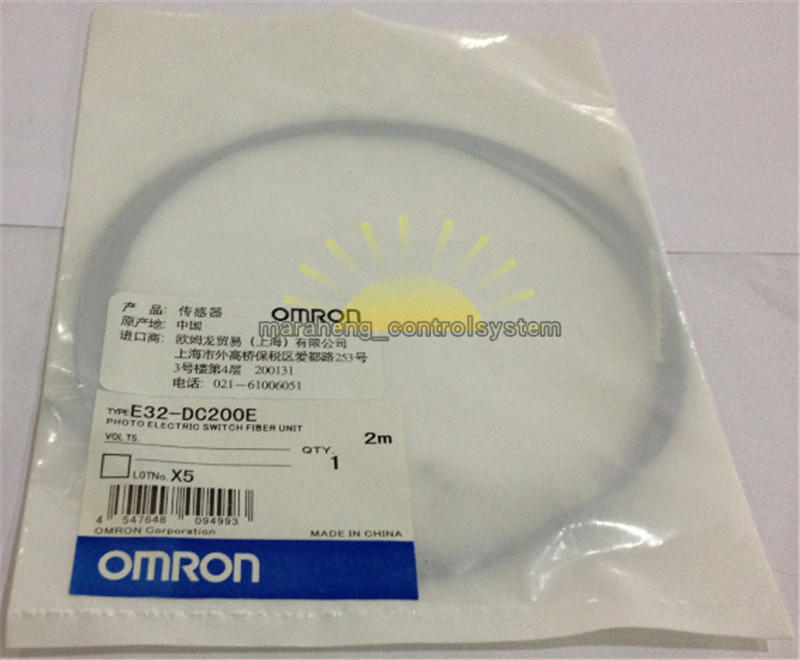 OMRON
maraheng_controlsystem
产 品: 传感器
原产地: 中国
进口商: 欧姆龙贸易 (上海) 有限公司
上海市外高桥保税区爱都路253号
3号楼第4层 200131
电话: 021-61006051
TYPE E32-DC200E
PHOTO ELECTRIC SWITCH FIBER UNIT
2m
VOLTS
QTY. 1
LOTNo. X5
4 547648 094993
OMRON Corporation MADE IN CHINA
OMRON